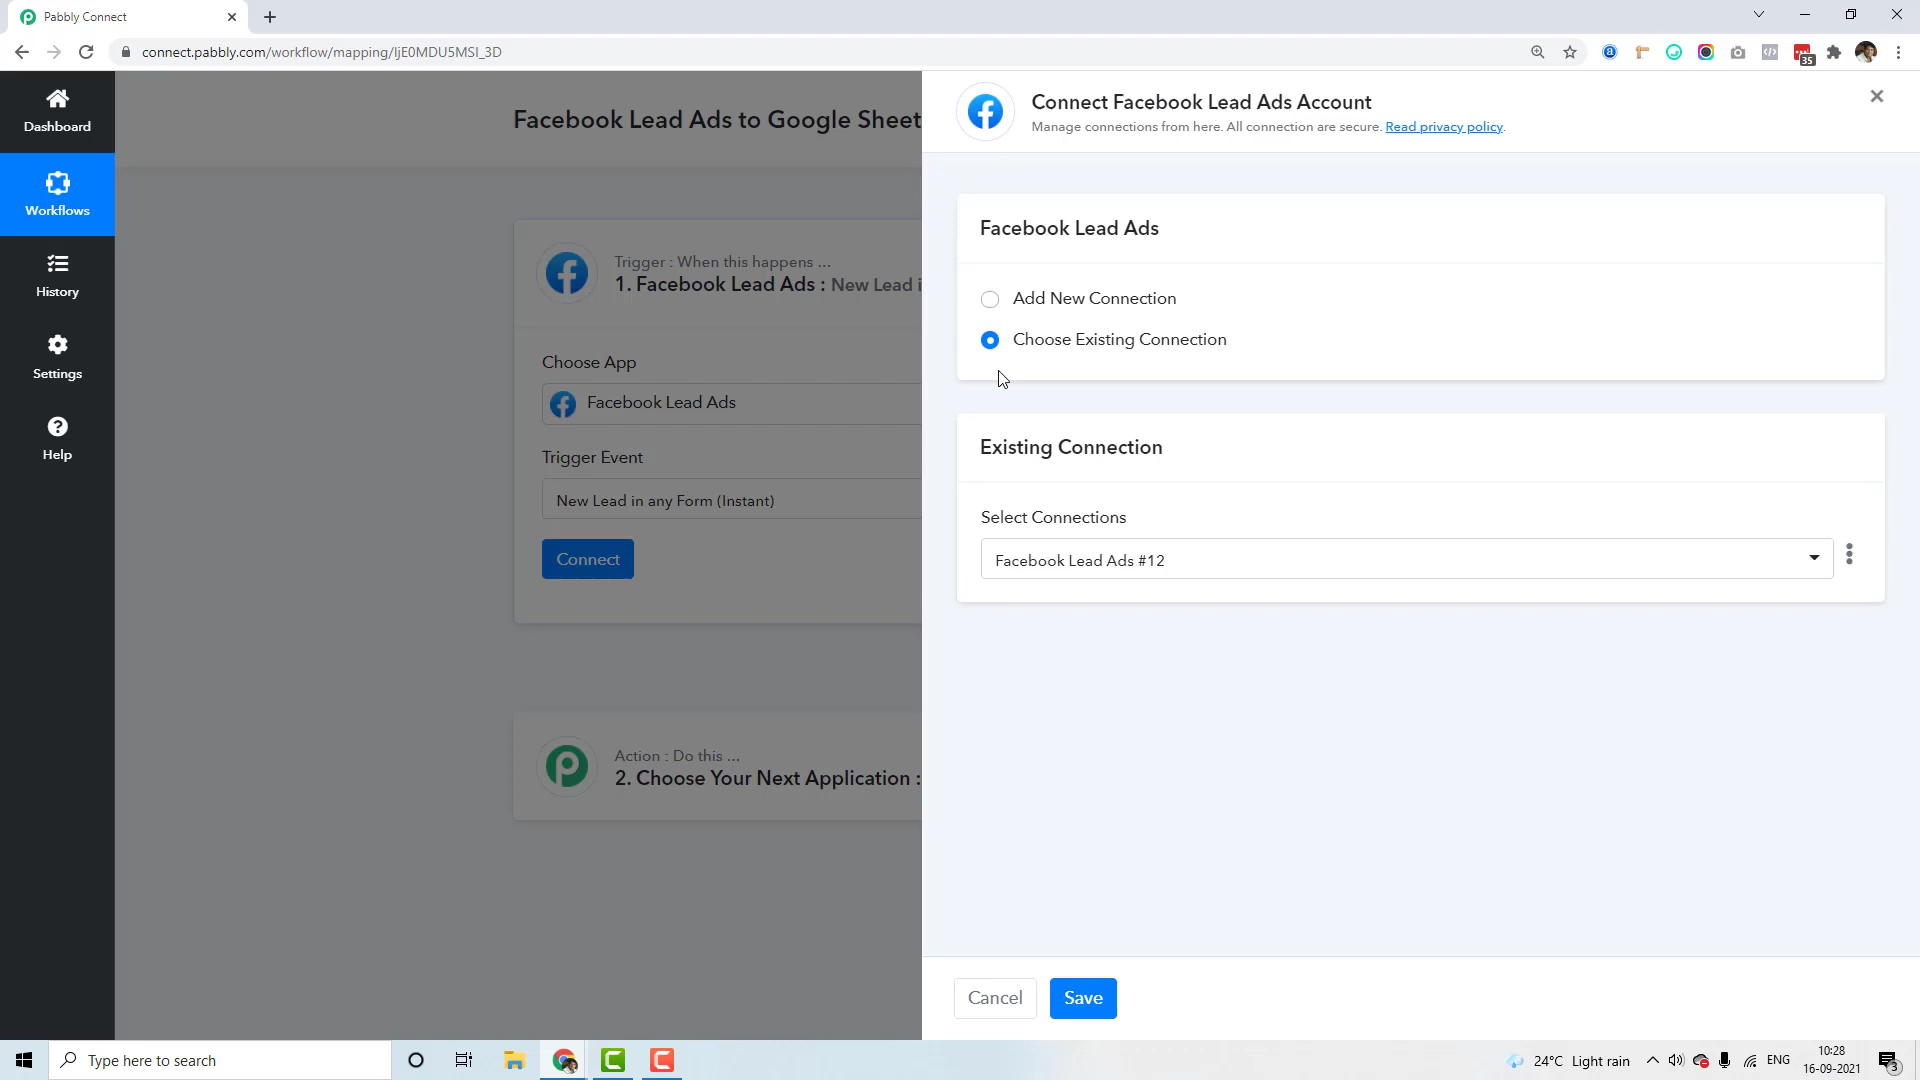 Pabbly Connect
connect.pabbly.com/workflow/mapping/IjE0MDU5MSI_3D
35
Dashboard
Workflows
History
Settings
Help
Facebook Lead Ads to Google Sheet
Trigger : When this happens ...
1. Facebook Lead Ads : New Lead i
Choose App
Facebook Lead Ads
Trigger Event
New Lead in any Form (Instant)
Connect
Action : Do this ...
2. Choose Your Next Application :
Connect Facebook Lead Ads Account
Manage connections from here. All connection are secure. Read privacy policy.
Facebook Lead Ads
Add New Connection
Choose Existing Connection
Existing Connection
Select Connections
Facebook Lead Ads #12
Cancel
Save
Type here to search
24°C Light rain
ENG
10:28
16-09-2021
3